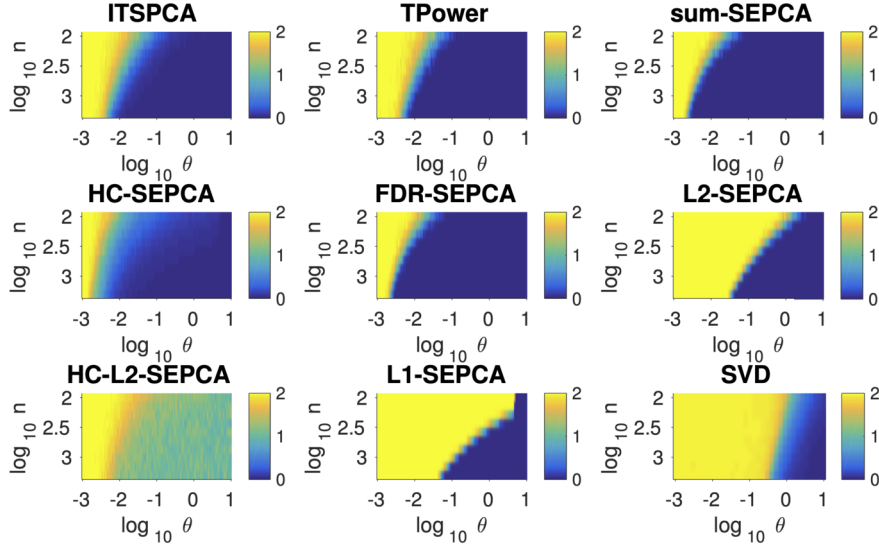 ITSPCA TPower sum-SEPCA
log 10 n 2 2.5 3 2 1 0 log 10 n 2 2.5 3 2 1 0 log 10 n 2 2.5 3 2 1 0
-3 -2 -1 0 1 -3 -2 -1 0 1 -3 -2 -1 0 1
log 10 θ log 10 θ log 10 θ
HC-SEPCA FDR-SEPCA L2-SEPCA
log 10 n 2 2.5 3 2 1 0 log 10 n 2 2.5 3 2 1 0 log 10 n 2 2.5 3 2 1 0
-3 -2 -1 0 1 -3 -2 -1 0 1 -3 -2 -1 0 1
log 10 θ log 10 θ log 10 θ
HC-L2-SEPCA L1-SEPCA SVD
log 10 n 2 2.5 3 2 1 0 log 10 n 2 2.5 3 2 1 0 log 10 n 2 2.5 3 2 1 0
-3 -2 -1 0 1 -3 -2 -1 0 1 -3 -2 -1 0 1
log 10 θ log 10 θ log 10 θ